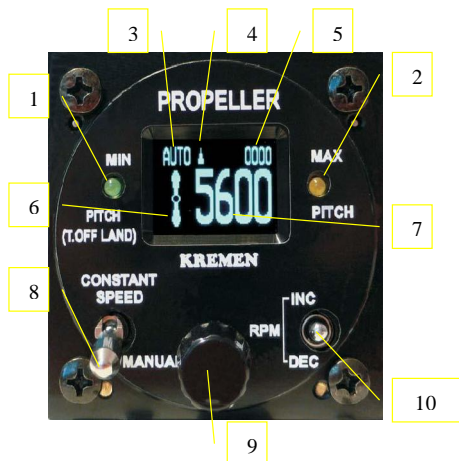 3
4
5
1
2
PROPELLER
MIN
AUTO
0000
MAX
5600
6
PITCH
(T.OFF LAND)
PITCH
7
KREMEN
8
CONSTANT
SPEED
INC
RPM
MANUAL
DEC
10
9